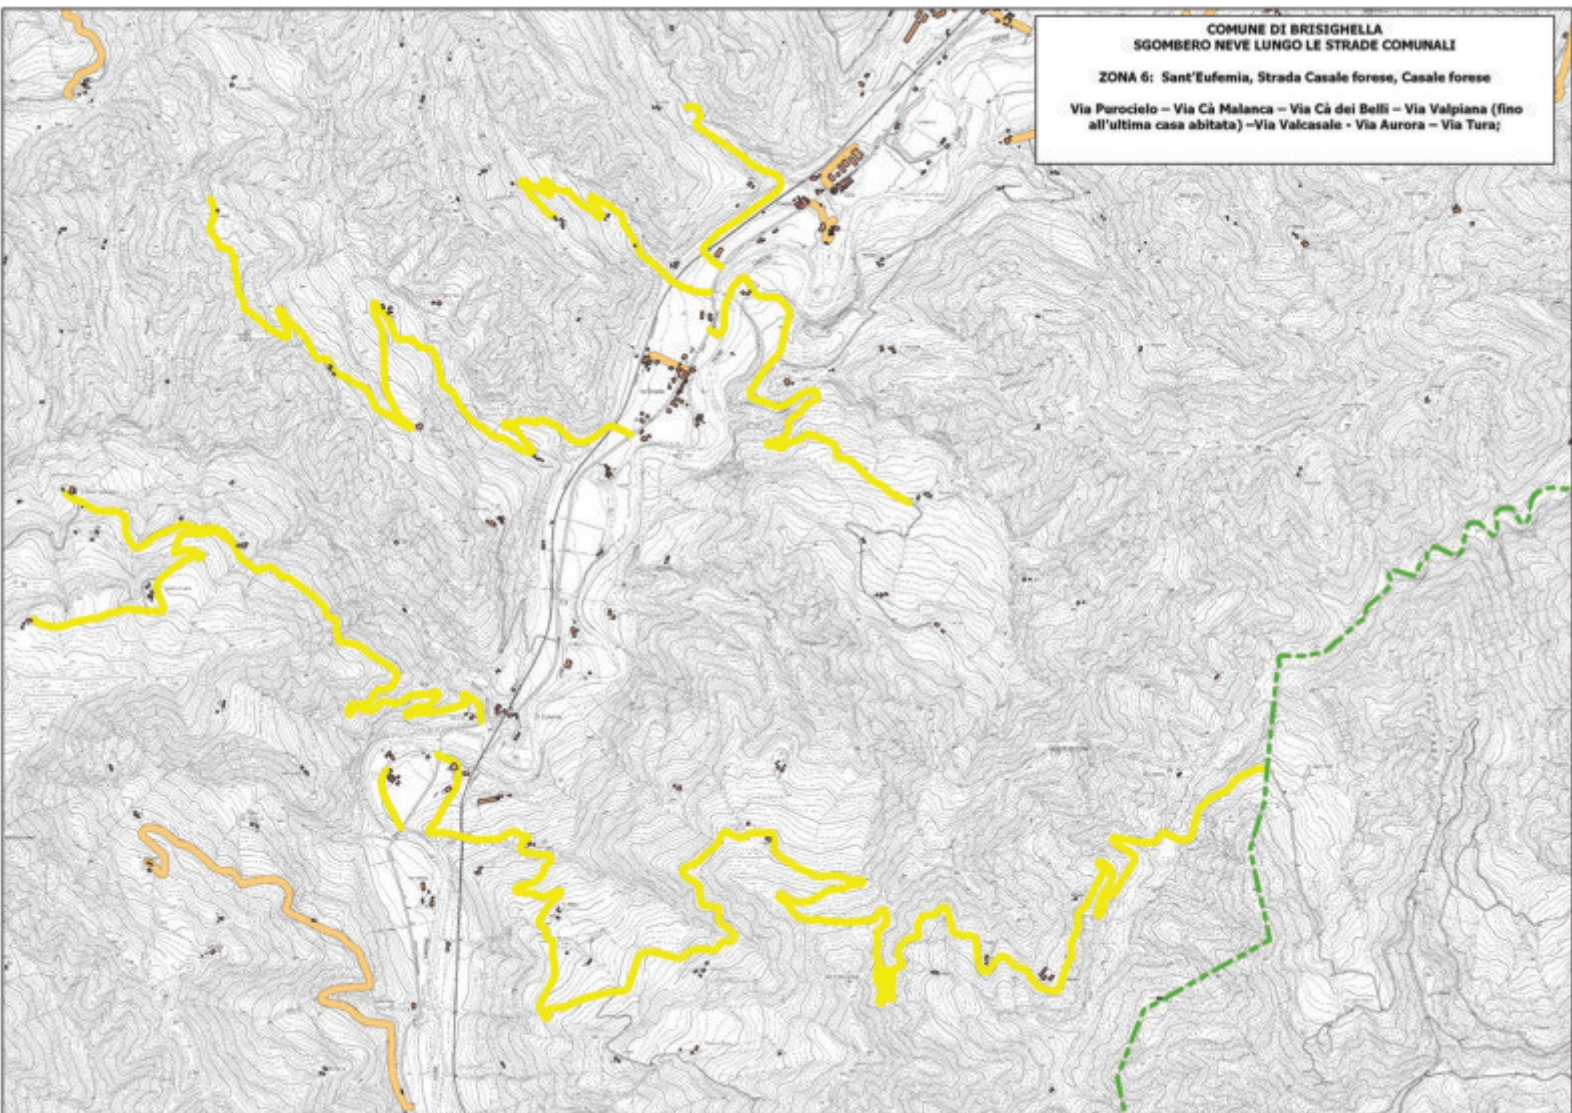 COMUNE DI BRISIGHELLA
SGOMBERO NEVE LUNGO LE STRADE COMUNALI
ZONA 6: Sant'Eufemia, Strada Casale forese, Casale forese
Via Purocielo – Via Cà Malanca – Via Cà dei Belli – Via Valpiana (fino
all'ultima casa abitata) –Via Valcasale - Via Aurora – Via Tura;